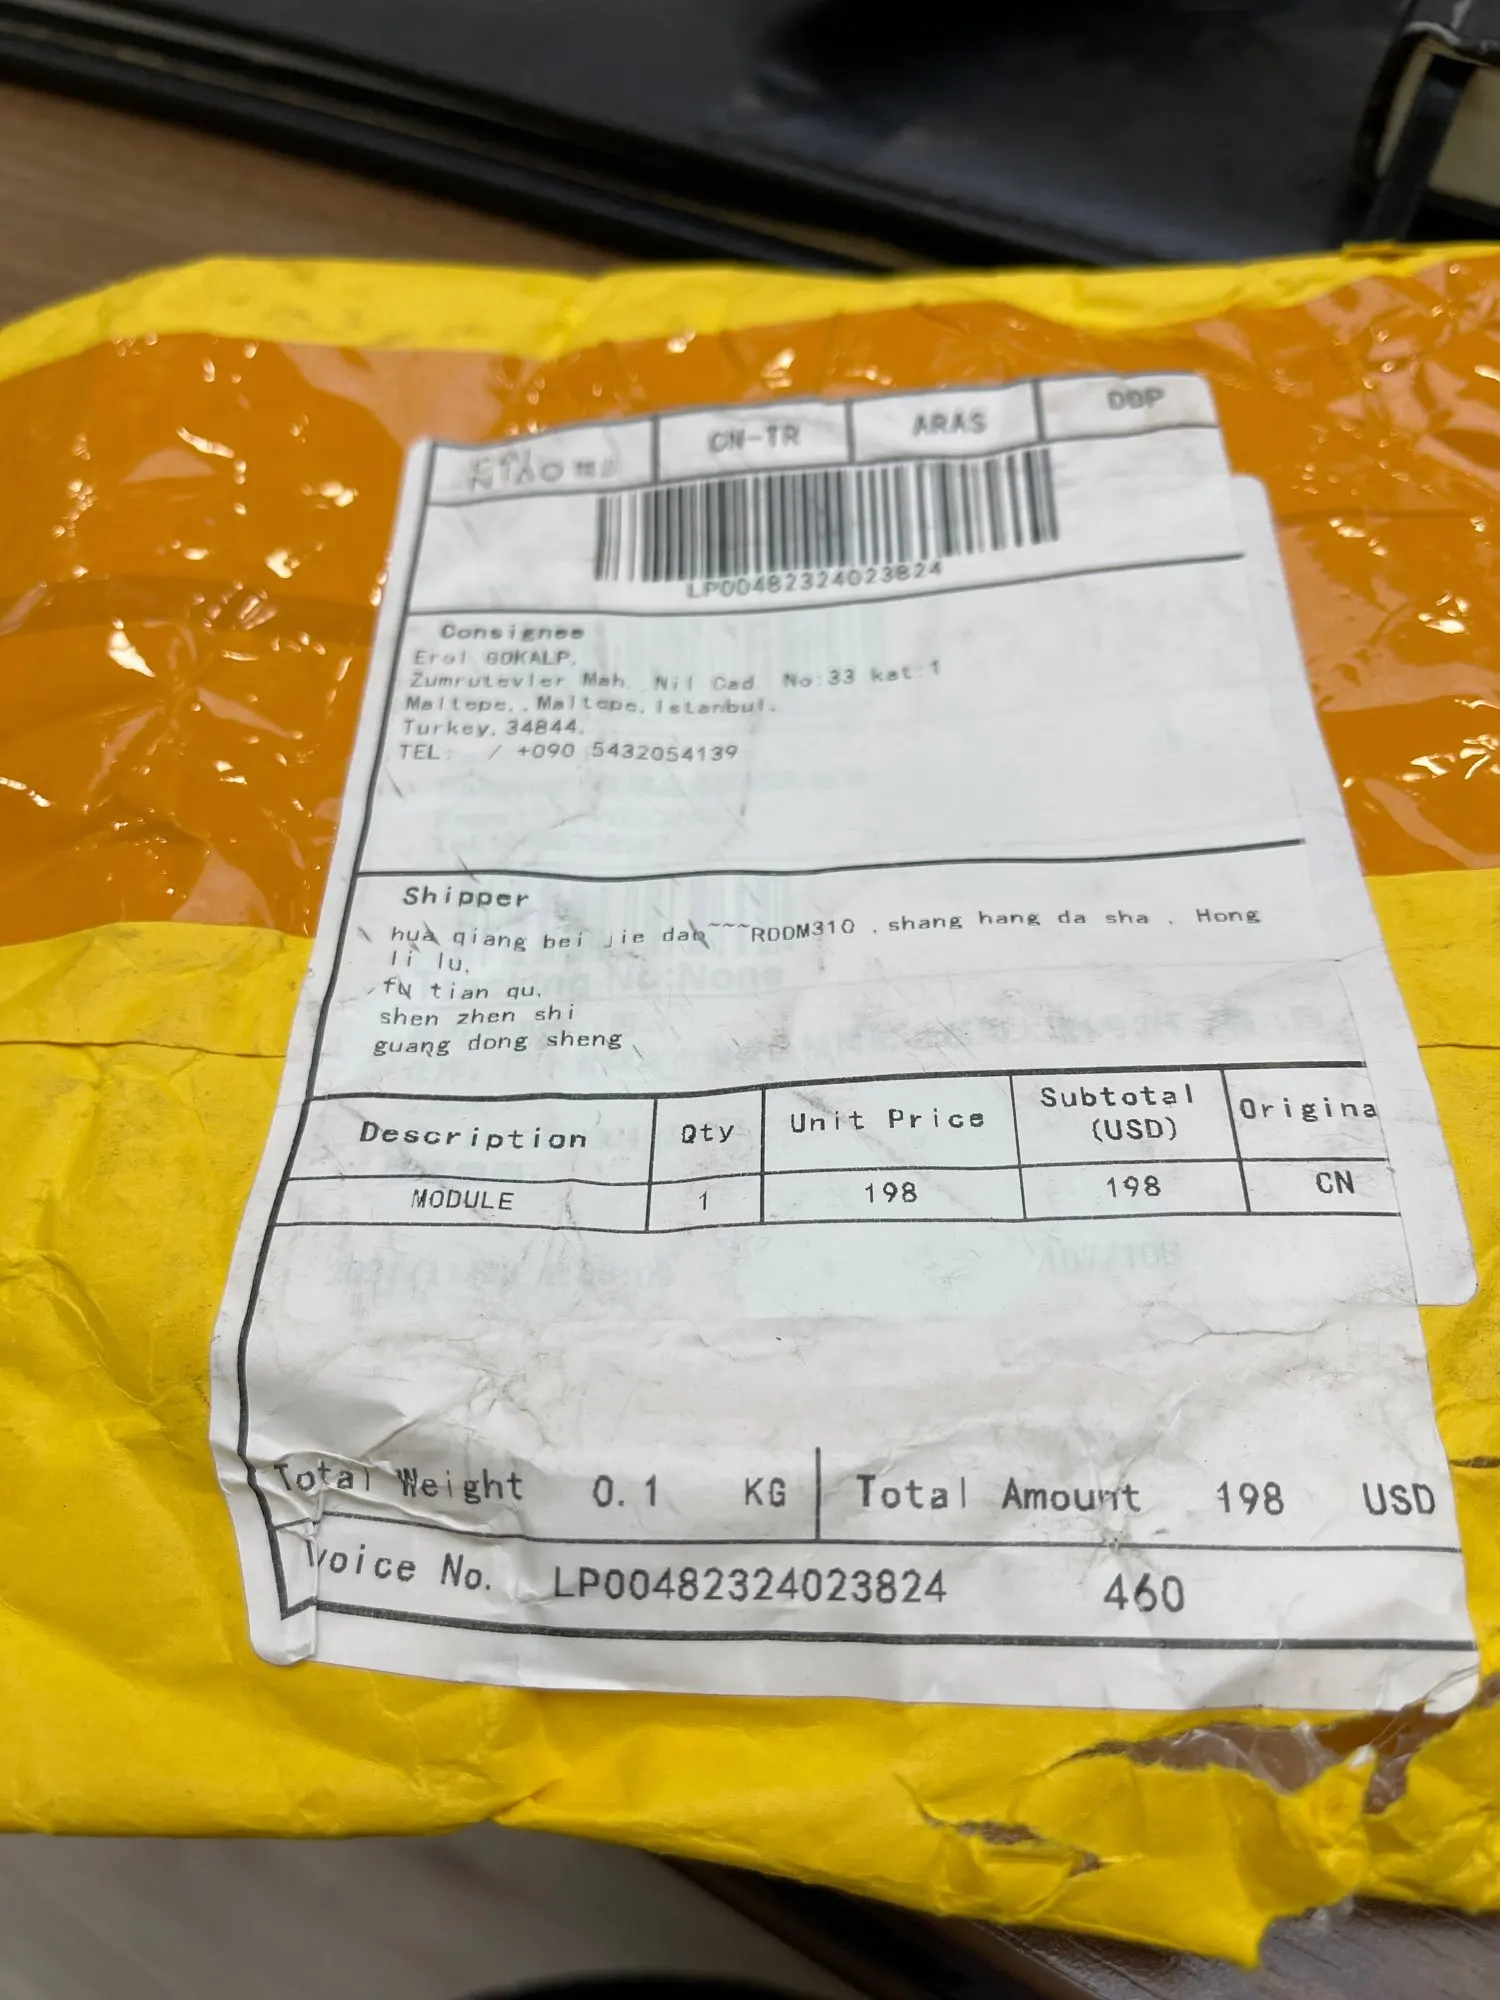 CN-TR ARAS DDP
LP00482324023824
Consignee
Erol GOKALP,
Zumrutevler Mah. Nil Cad. No:33 kat:1
Maltepe, , Maltepe, Istanbul,
Turkey, 34844,
TEL: / +090 5432054139
Shipper
hua qiang bei jie dao~~~ROOM310 , shang hang da sha , Hong
li lu,
fu tian qu,
shen zhen shi
guang dong sheng
Description Qty Unit Price Subtotal (USD) Origina
MODULE 1 198 198 CN
Total Weight 0.1 KG Total Amount 198 USD
voice No. LP00482324023824 460